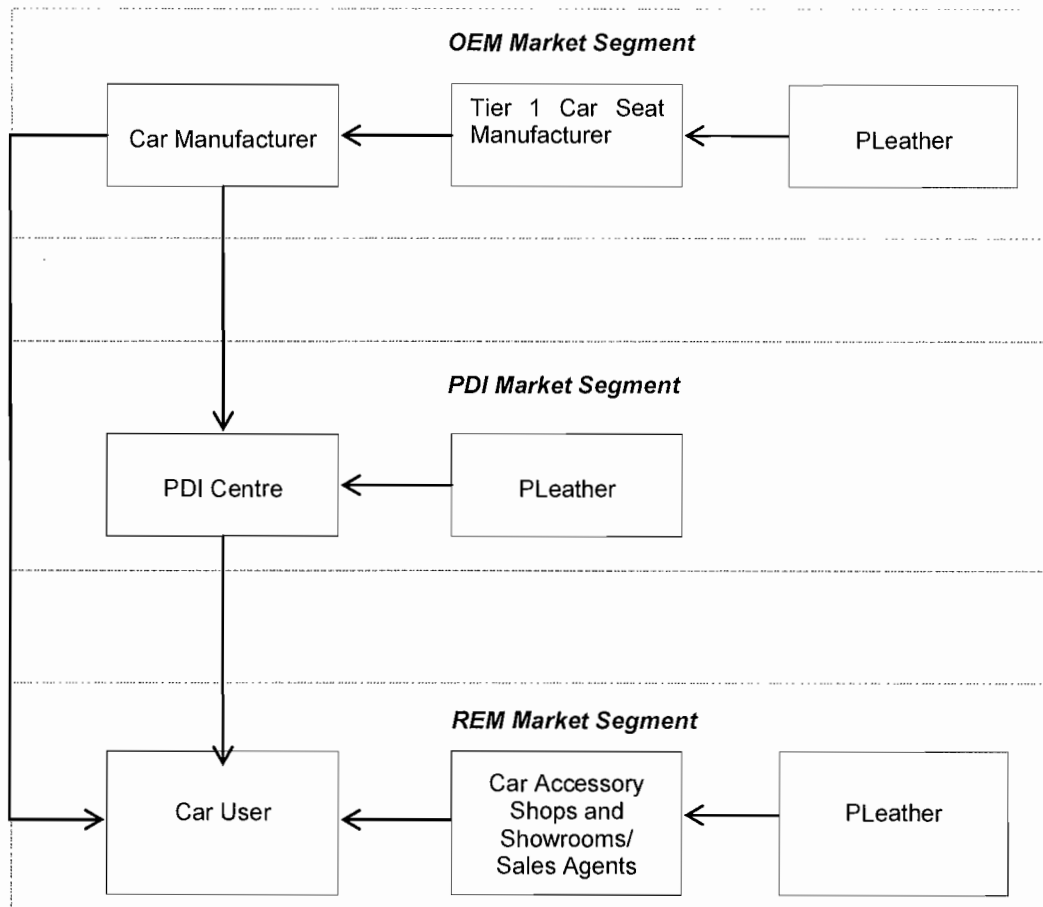 OEM Market Segment
Car Manufacturer
Tier 1 Car Seat
Manufacturer
PLeather
PDI Market Segment
PDI Centre
PLeather
REM Market Segment
Car User
Car Accessory
Shops and
Showrooms/
Sales Agents
PLeather